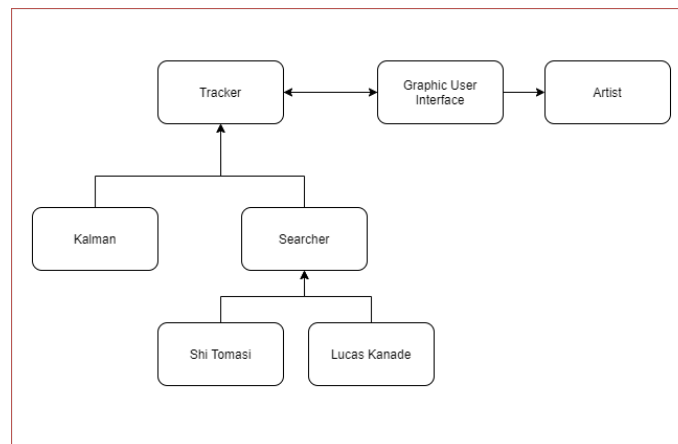 Tracker
Graphic User
Interface
Artist
Kalman
Searcher
Shi Tomasi
Lucas Kanade